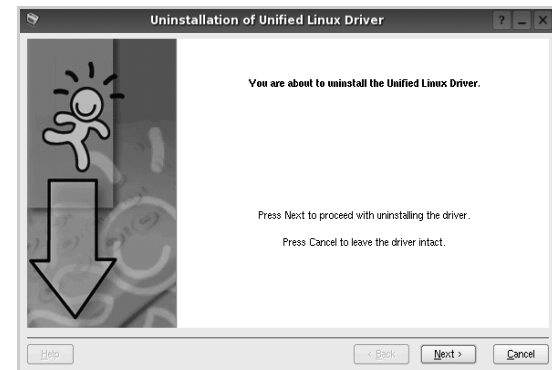 Uninstallation of Unified Linux Driver
You are about to uninstall the Unified Linux Driver.
Press Next to proceed with uninstalling the driver.
Press Cancel to leave the driver intact.
Help
< Back
Next >
Cancel